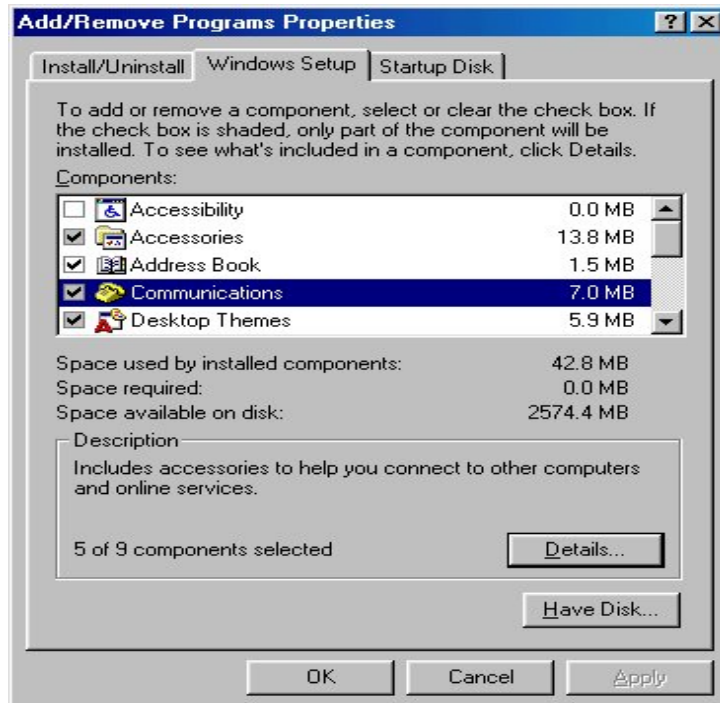 Add/Remove Programs Properties
Install/Uninstall Windows Setup Startup Disk
To add or remove a component, select or clear the check box. If
the check box is shaded, only part of the component will be
installed. To see what's included in a component, click Details.
Components:
Accessibility 0.0 MB
Accessories 13.8 MB
Address Book 1.5 MB
Communications 7.0 MB
Desktop Themes 5.9 MB
Space used by installed components: 42.8 MB
Space required: 0.0 MB
Space available on disk: 2574.4 MB
Description
Includes accessories to help you connect to other computers
and online services.
5 of 9 components selected Details...
Have Disk...
OK Cancel Apply